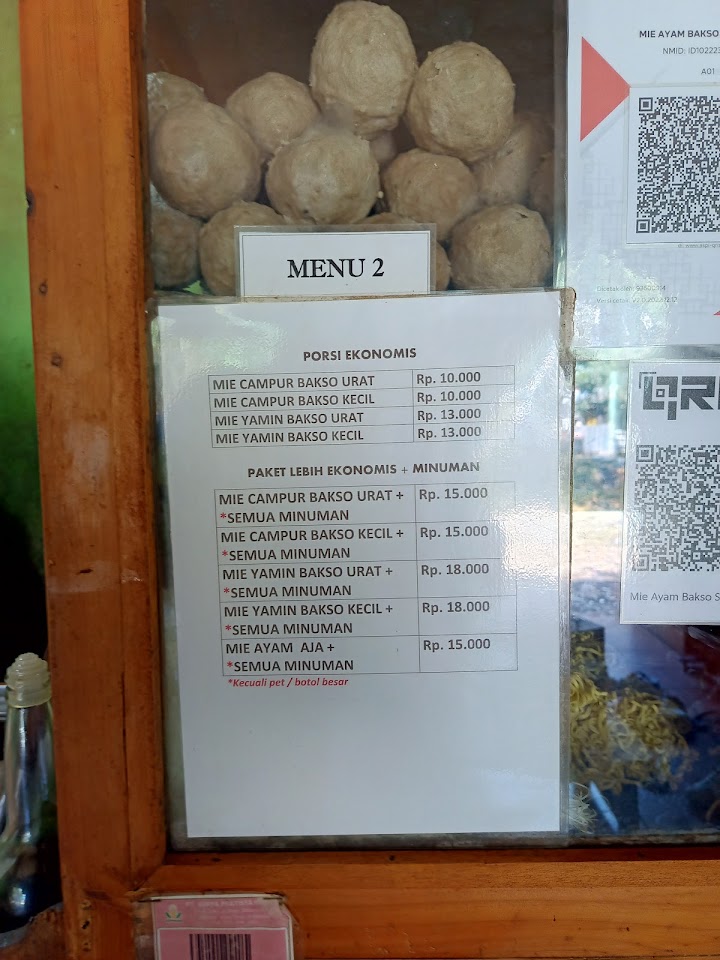 MIE AYAM BAKSO
NMID: ID102223
A01
MENU 2
PORSI EKONOMIS
MIE CAMPUR BAKSO URAT Rp. 10.000
MIE CAMPUR BAKSO KECIL Rp. 10.000
MIE YAMIN BAKSO URAT Rp. 13.000
MIE YAMIN BAKSO KECIL Rp. 13.000
PAKET LEBIH EKONOMIS + MINUMAN
MIE CAMPUR BAKSO URAT + Rp. 15.000
*SEMUA MINUMAN
MIE CAMPUR BAKSO KECIL + Rp. 15.000
*SEMUA MINUMAN
MIE YAMIN BAKSO URAT + Rp. 18.000
*SEMUA MINUMAN
MIE YAMIN BAKSO KECIL + Rp. 18.000
*SEMUA MINUMAN
MIE AYAM AJA + Rp. 15.000
*SEMUA MINUMAN
*Kecuali pet / botol besar
Mie Ayam Bakso S